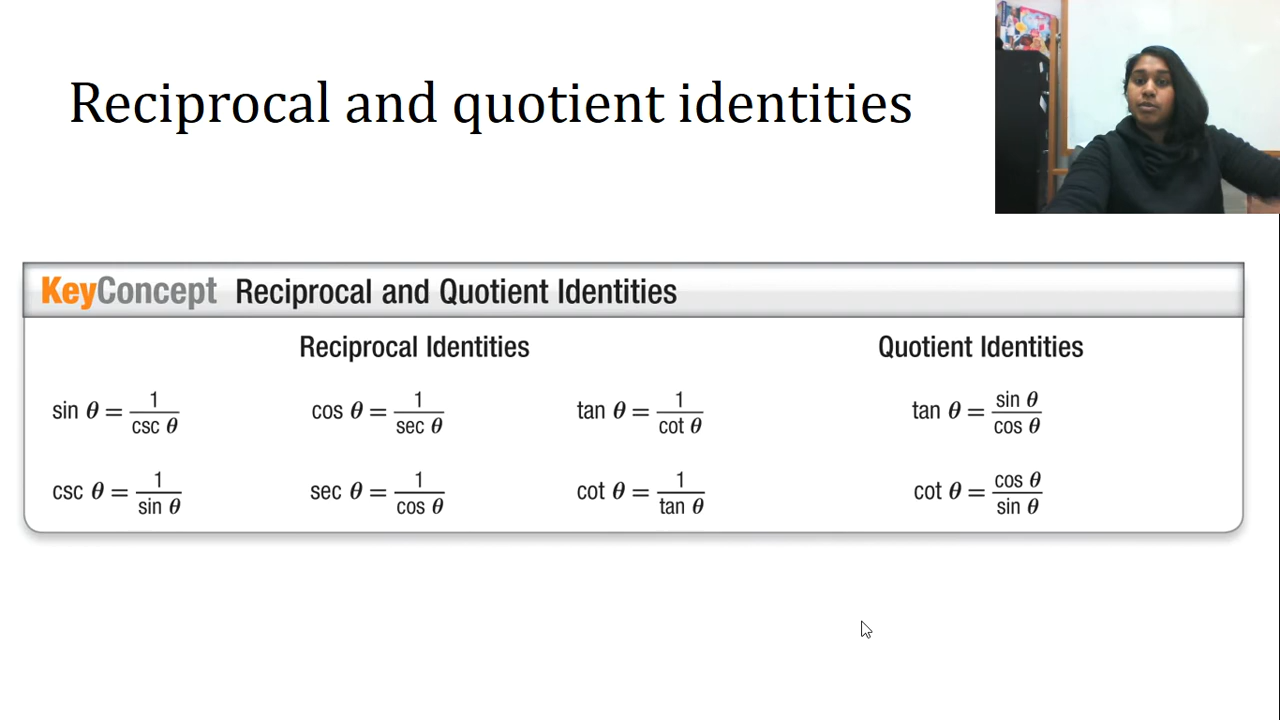 Reciprocal and quotient identities
KeyConcept Reciprocal and Quotient Identities
Reciprocal Identities Quotient Identities
sin θ = 1/csc θ cos θ = 1/sec θ tan θ = 1/cot θ tan θ = sin θ/cos θ
csc θ = 1/sin θ sec θ = 1/cos θ cot θ = 1/tan θ cot θ = cos θ/sin θ